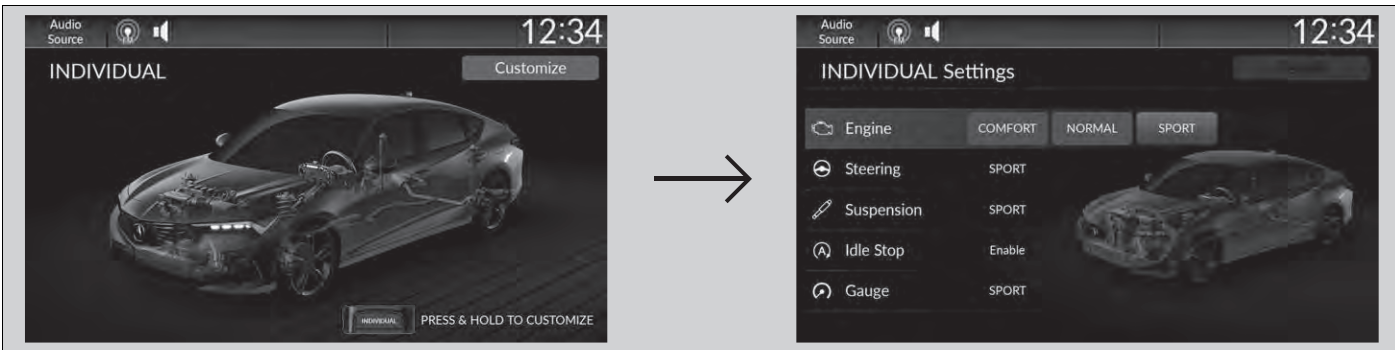 Audio
Source
12:34
INDIVIDUAL
Customize
INDIVIDUAL
PRESS & HOLD TO CUSTOMIZE
Audio
Source
12:34
INDIVIDUAL Settings
Engine COMFORT NORMAL SPORT
Steering SPORT
Suspension SPORT
Idle Stop Enable
Gauge SPORT